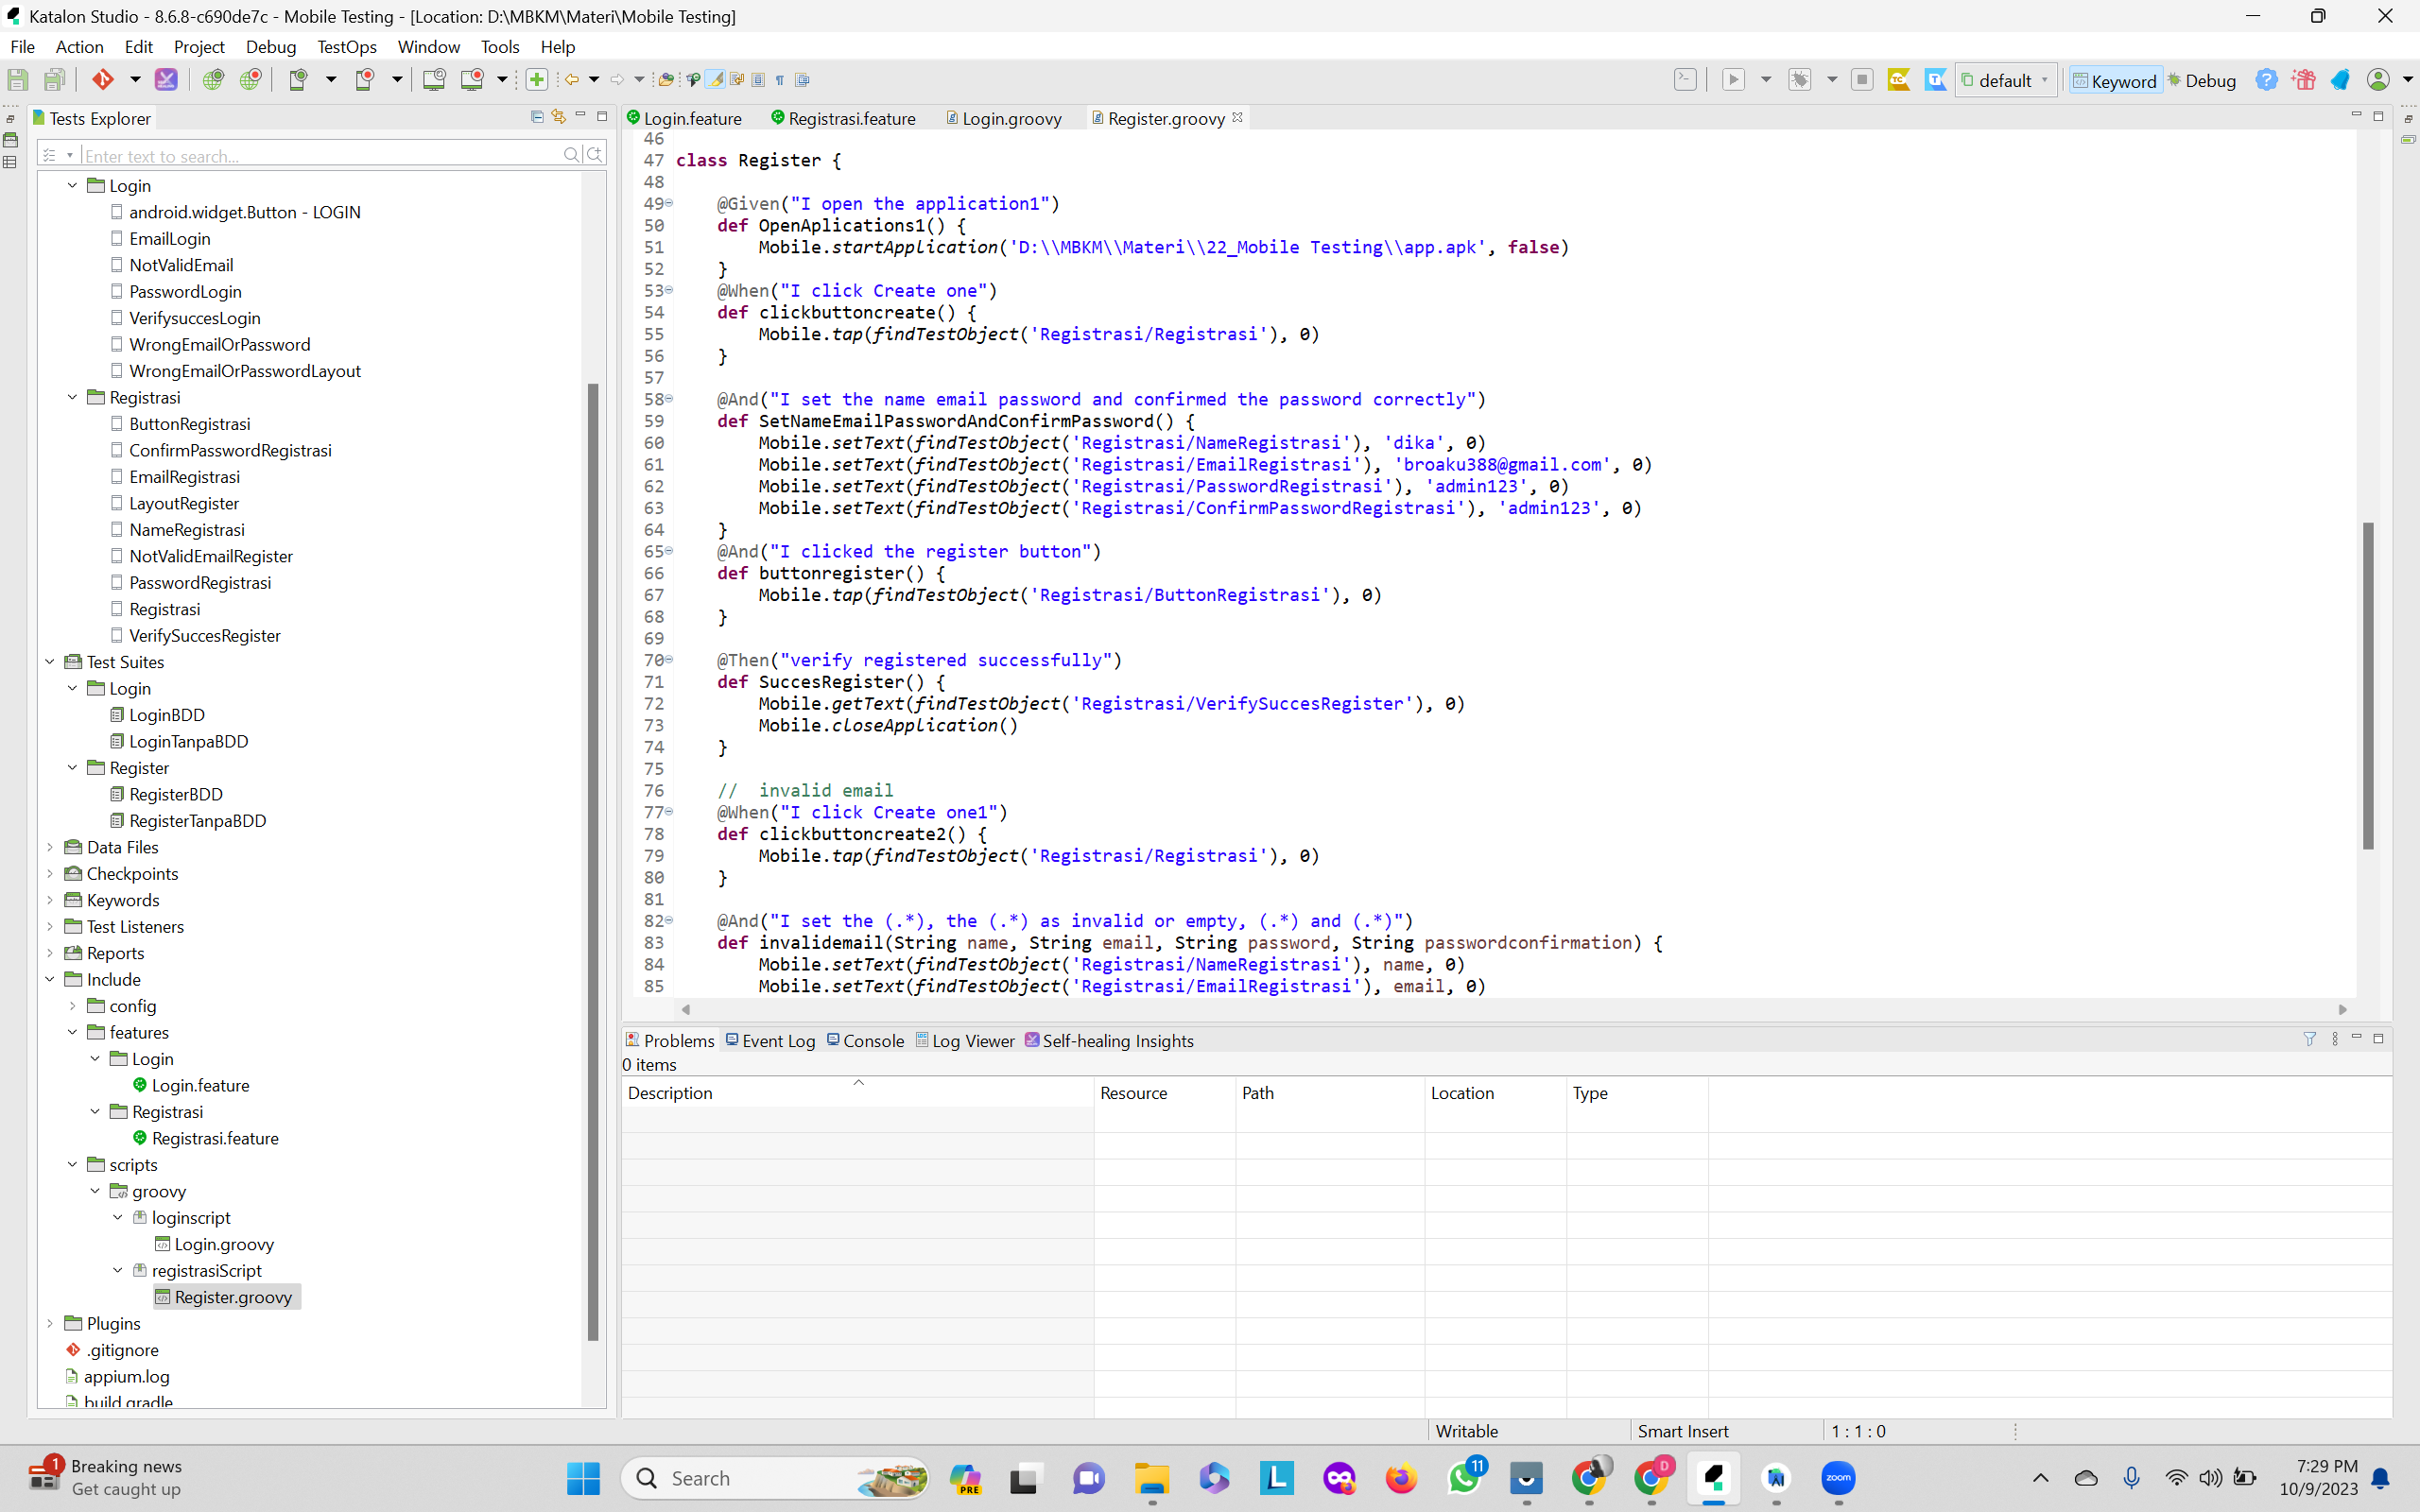 Katalon Studio - 8.6.8-c690de7c - Mobile Testing - [Location: D:\MBKM\Materi\Mobile Testing]
File Action Edit Project Debug TestOps Window Tools Help
default Keyword Debug
Tests Explorer
Enter text to search...
Login
android.widget.Button - LOGIN
EmailLogin
NotValidEmail
PasswordLogin
VerifysuccesLogin
WrongEmailOrPassword
WrongEmailOrPasswordLayout
Registrasi
ButtonRegistrasi
ConfirmPasswordRegistrasi
EmailRegistrasi
LayoutRegister
NameRegistrasi
NotValidEmailRegister
PasswordRegistrasi
Registrasi
VerifySuccesRegister
Test Suites
Login
LoginBDD
LoginTanpaBDD
Register
RegisterBDD
RegisterTanpaBDD
Data Files
Checkpoints
Keywords
Test Listeners
Reports
Include
config
features
Login
Login.feature
Registrasi
Registrasi.feature
scripts
groovy
loginscript
Login.groovy
registrasiScript
Register.groovy
Plugins
.gitignore
appium.log
build.gradle
Login.feature Registrasi.feature Login.groovy Register.groovy
46
47 class Register {
48
49 @Given("I open the application1")
50 def OpenAplications1() {
51 Mobile.startApplication('D:\\MBKM\\Materi\\22_Mobile Testing\\app.apk', false)
52 }
53 @When("I click Create one")
54 def clickbuttoncreate() {
55 Mobile.tap(findTestObject('Registrasi/Registrasi'), 0)
56 }
57
58 @And("I set the name email password and confirmed the password correctly")
59 def SetNameEmailPasswordAndConfirmPassword() {
60 Mobile.setText(findTestObject('Registrasi/NameRegistrasi'), 'dika', 0)
61 Mobile.setText(findTestObject('Registrasi/EmailRegistrasi'), 'broaku388@gmail.com', 0)
62 Mobile.setText(findTestObject('Registrasi/PasswordRegistrasi'), 'admin123', 0)
63 Mobile.setText(findTestObject('Registrasi/ConfirmPasswordRegistrasi'), 'admin123', 0)
64 }
65 @And("I clicked the register button")
66 def buttonregister() {
67 Mobile.tap(findTestObject('Registrasi/ButtonRegistrasi'), 0)
68 }
69
70 @Then("verify registered successfully")
71 def SuccesRegister() {
72 Mobile.getText(findTestObject('Registrasi/VerifySuccesRegister'), 0)
73 Mobile.closeApplication()
74 }
75
76 // invalid email
77 @When("I click Create one1")
78 def clickbuttoncreate2() {
79 Mobile.tap(findTestObject('Registrasi/Registrasi'), 0)
80 }
81
82 @And("I set the (.*), the (.*) as invalid or empty, (.*) and (.*)")
83 def invalidemail(String name, String email, String password, String passwordconfirmation) {
84 Mobile.setText(findTestObject('Registrasi/NameRegistrasi'), name, 0)
85 Mobile.setText(findTestObject('Registrasi/EmailRegistrasi'), email, 0)
Problems Event Log Console Log Viewer Self-healing Insights
0 items
Description Resource Path Location Type
Writable Smart Insert 1 : 1 : 0
1 Breaking news
Get caught up
Search
PRE
L
11
D
zoom
7:29 PM
10/9/2023